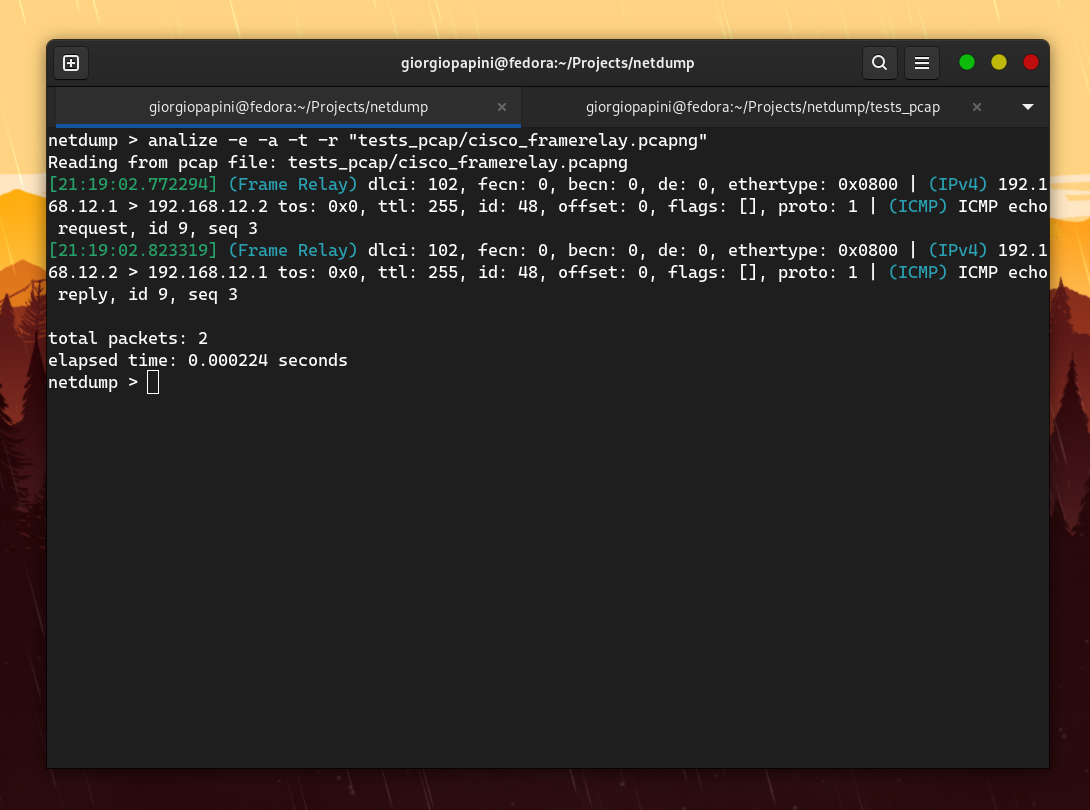 giorgiopapini@fedora:~/Projects/netdump
giorgiopapini@fedora:~/Projects/netdump
giorgiopapini@fedora:~/Projects/netdump/tests_pcap
netdump > analize -e -a -t -r "tests_pcap/cisco_framerelay.pcapng"
Reading from pcap file: tests_pcap/cisco_framerelay.pcapng
[21:19:02.772294] (Frame Relay) dlci: 102, fecn: 0, becn: 0, de: 0, ethertype: 0x0800 | (IPv4) 192.1
68.12.1 > 192.168.12.2 tos: 0x0, ttl: 255, id: 48, offset: 0, flags: [], proto: 1 | (ICMP) ICMP echo
request, id 9, seq 3
[21:19:02.823319] (Frame Relay) dlci: 102, fecn: 0, becn: 0, de: 0, ethertype: 0x0800 | (IPv4) 192.1
68.12.2 > 192.168.12.1 tos: 0x0, ttl: 255, id: 48, offset: 0, flags: [], proto: 1 | (ICMP) ICMP echo
reply, id 9, seq 3
total packets: 2
elapsed time: 0.000224 seconds
netdump >